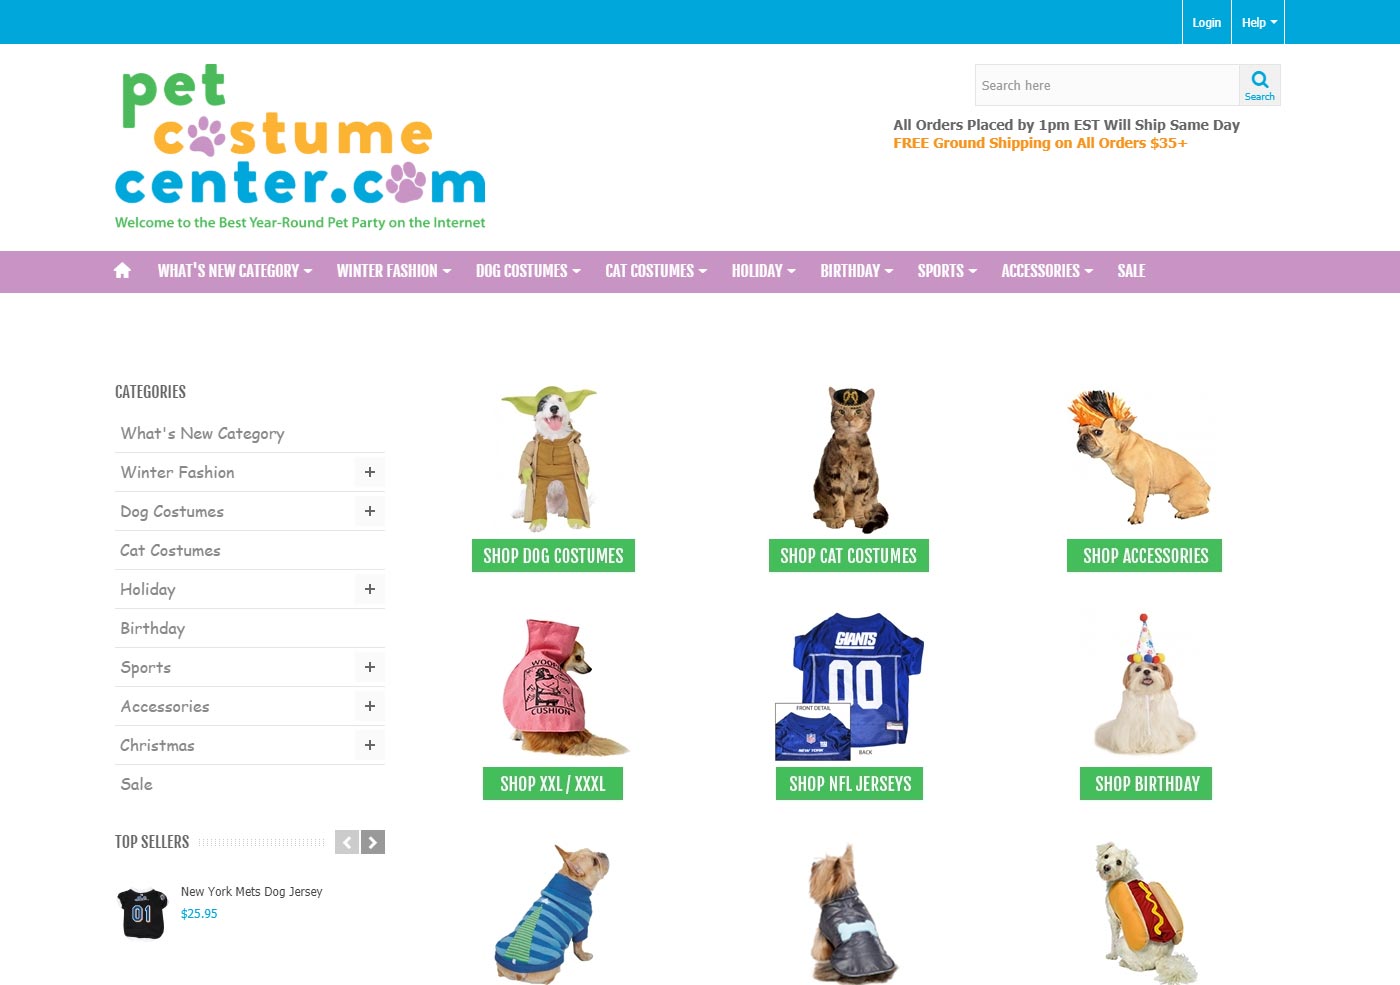 Login
Help
pet
costume
center.com
Welcome to the Best Year-Round Pet Party on the Internet
Search here
Search
All Orders Placed by 1pm EST Will Ship Same Day
FREE Ground Shipping on All Orders $35+
WHAT'S NEW CATEGORY
WINTER FASHION
DOG COSTUMES
CAT COSTUMES
HOLIDAY
BIRTHDAY
SPORTS
ACCESSORIES
SALE
CATEGORIES
What's New Category
Winter Fashion
Dog Costumes
Cat Costumes
Holiday
Birthday
Sports
Accessories
Christmas
Sale
TOP SELLERS
New York Mets Dog Jersey
$25.95
01
SHOP DOG COSTUMES
SHOP CAT COSTUMES
SHOP ACCESSORIES
CUSHION
GIANTS
00
FRONT DETAIL
NFL
NEW YORK
BACK
SHOP XXL / XXXL
SHOP NFL JERSEYS
SHOP BIRTHDAY